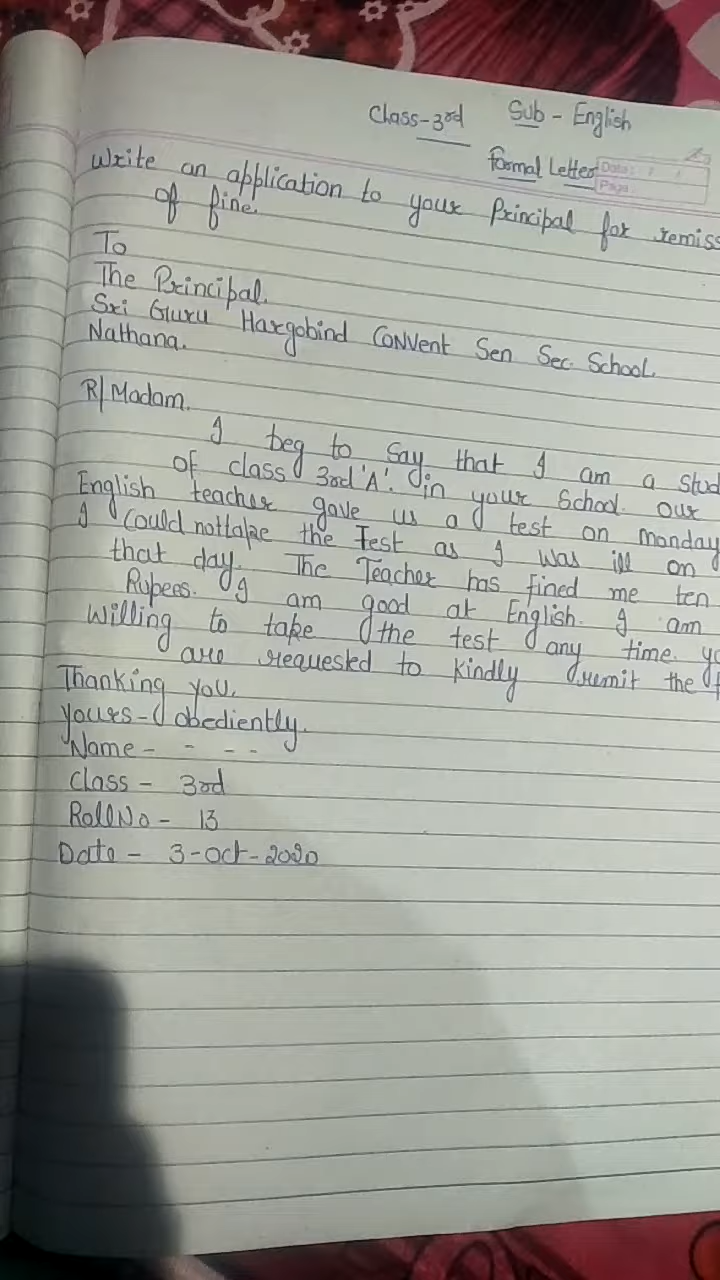 Class-3rd Sub - English
Formal Letter
Date: / /
Page:
Write an application to your Principal for remiss
of fine.
To
The Principal.
Sri Guru Hargobind Convent Sen Sec. School.
Nathana.
R/Madam.
I beg to say that I am a stud
of class 3rd 'A'. in your School. our
English teacher gave us a test on monday
I could not take the Test as I was ill on
that day. The Teacher has fined me ten
Rupees. I am good at English. I am
willing to take the test any time. yo
are requested to kindly remit the f
Thanking you.
yours - obediently.
Name - - - -
Class - 3rd
Roll No - 13
Date - 3-Oct-2020